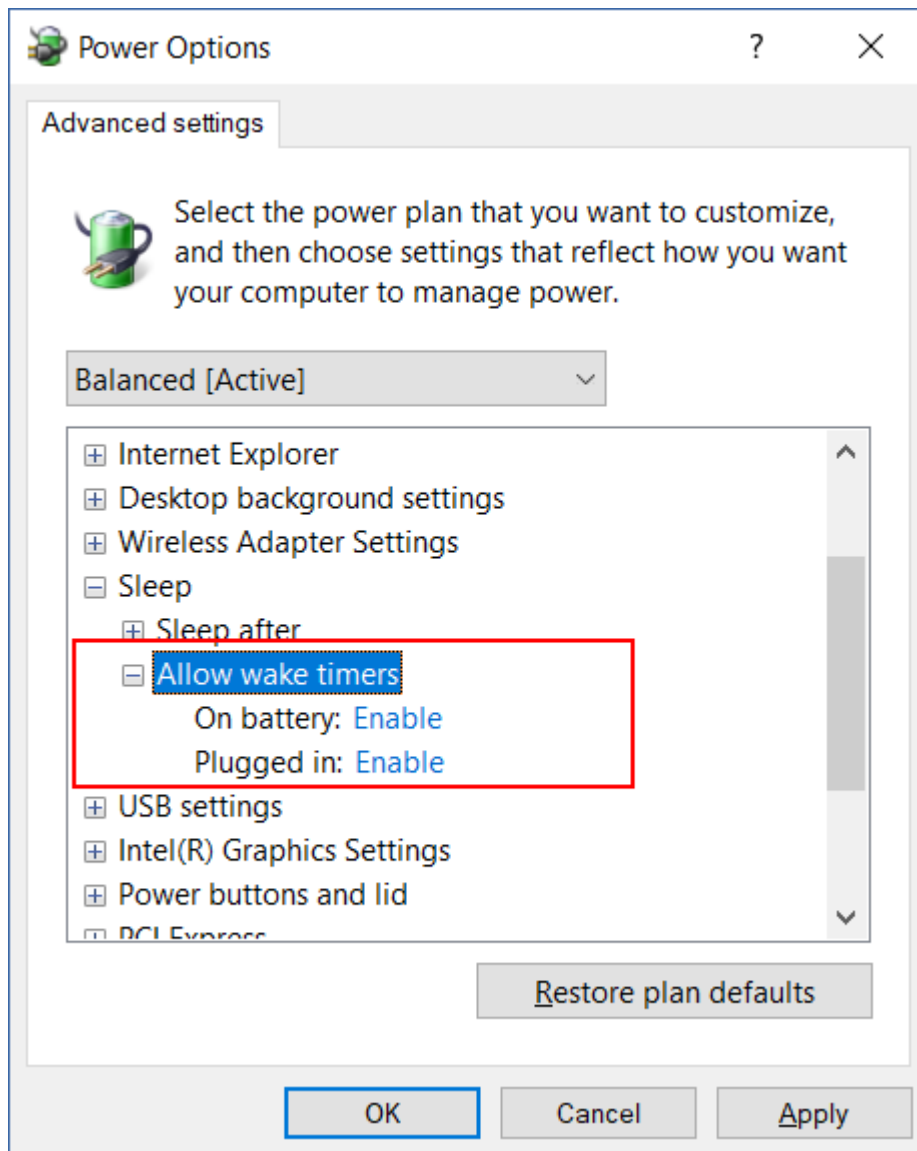 Power Options
?
Advanced settings
Select the power plan that you want to customize,
and then choose settings that reflect how you want
your computer to manage power.
Balanced [Active]
Internet Explorer
Desktop background settings
Wireless Adapter Settings
Sleep
Sleep after
Allow wake timers
On battery: Enable
Plugged in: Enable
USB settings
Intel(R) Graphics Settings
Power buttons and lid
PCI Express
Restore plan defaults
OK
Cancel
Apply